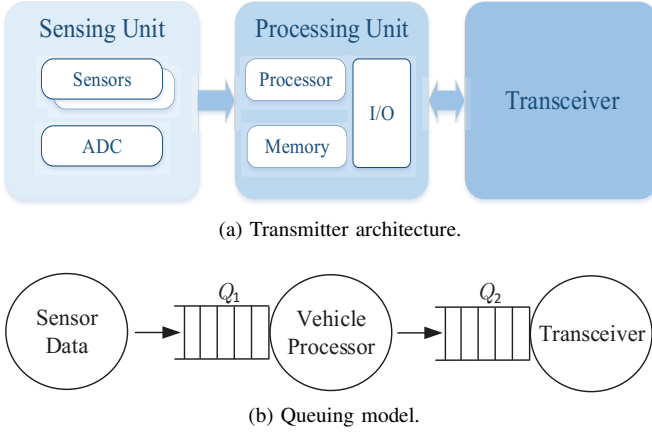 Sensing Unit
Sensors
ADC
Processing Unit
Processor
Memory
I/O
Transceiver
(a) Transmitter architecture.
Sensor
Data
Q1
Vehicle
Processor
Q2
Transceiver
(b) Queuing model.